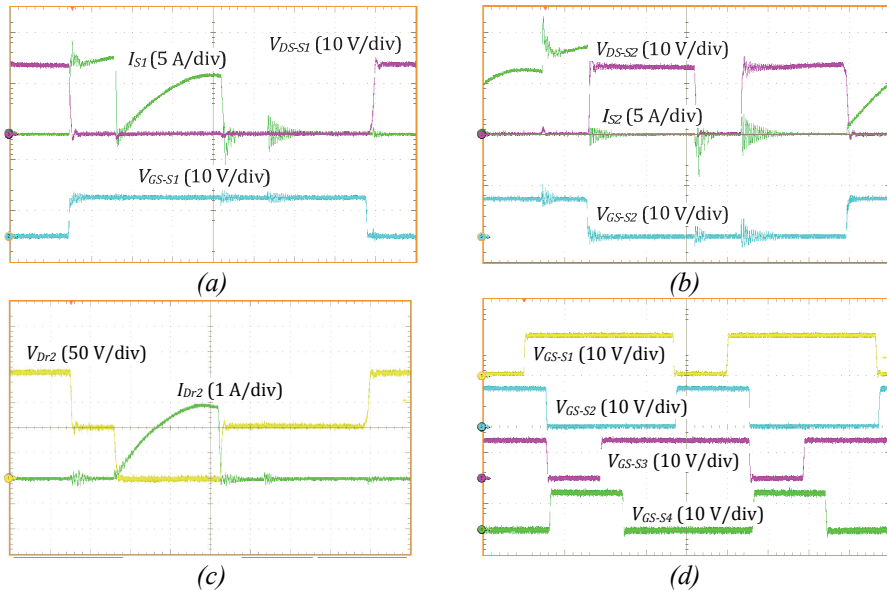 I_S1 (5 A/div)
V_DS-S1 (10 V/div)
V_GS-S1 (10 V/div)
(a)
V_DS-S2 (10 V/div)
I_S2 (5 A/div)
V_GS-S2 (10 V/div)
(b)
V_Dr2 (50 V/div)
I_Dr2 (1 A/div)
(c)
V_GS-S1 (10 V/div)
V_GS-S2 (10 V/div)
V_GS-S3 (10 V/div)
V_GS-S4 (10 V/div)
(d)